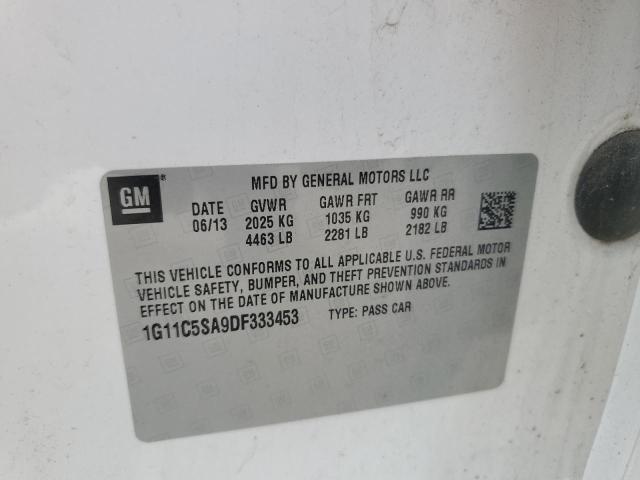 GM
®
MFD BY GENERAL MOTORS LLC
DATE GVWR GAWR FRT GAWR RR
06/13 2025 KG 1035 KG 990 KG
4463 LB 2281 LB 2182 LB
THIS VEHICLE CONFORMS TO ALL APPLICABLE U.S. FEDERAL MOTOR
VEHICLE SAFETY, BUMPER, AND THEFT PREVENTION STANDARDS IN
EFFECT ON THE DATE OF MANUFACTURE SHOWN ABOVE.
1G11C5SA9DF333453 TYPE: PASS CAR